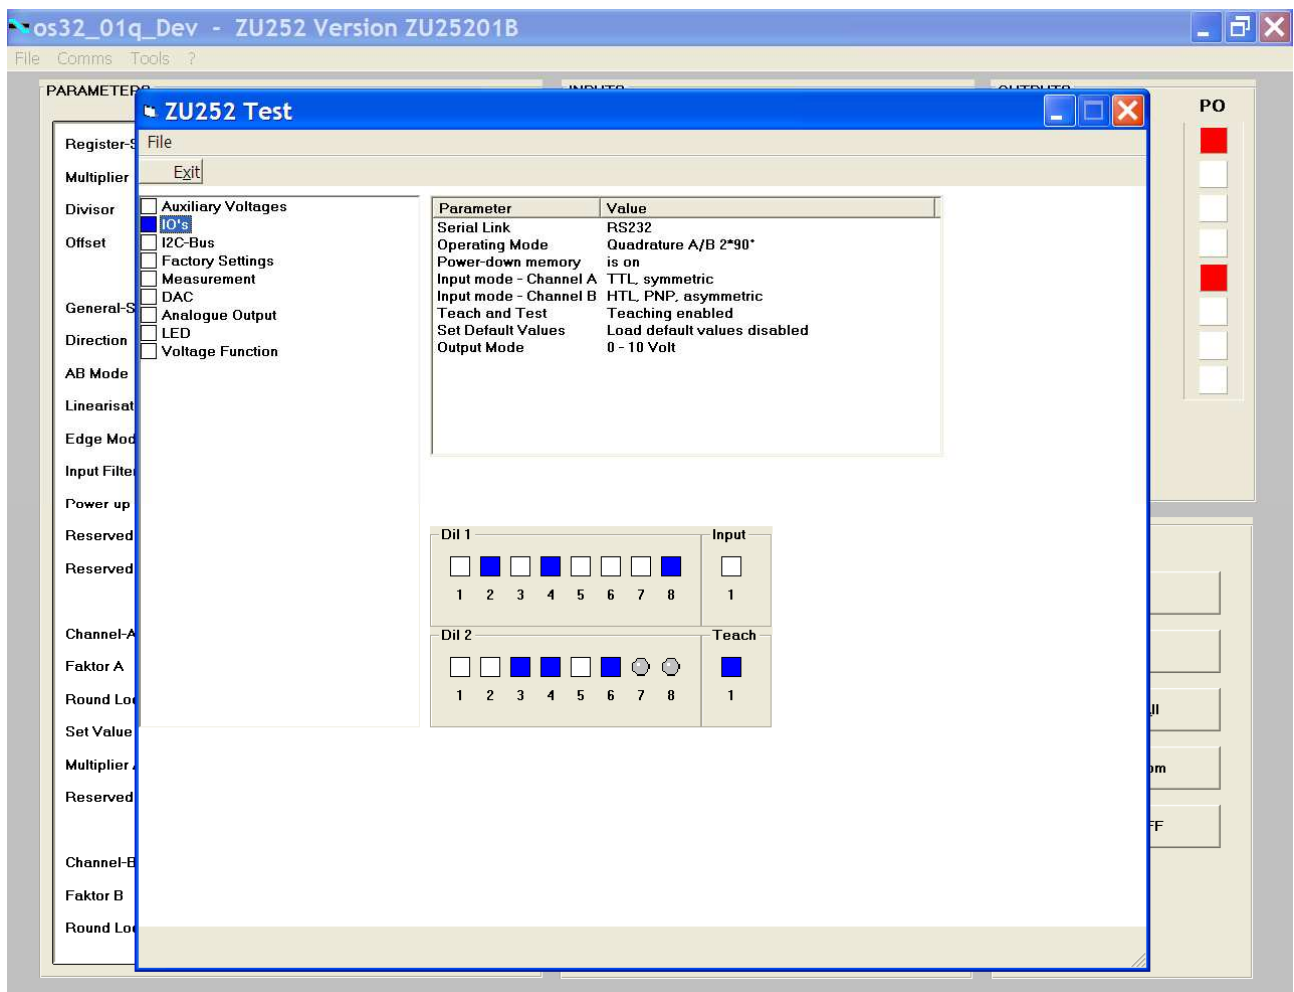 os32_01q_Dev - ZU252 Version ZU25201B
File Comms Tools ?
ZU252 Test
File
Exit
Auxiliary Voltages
IO's
I2C-Bus
Factory Settings
Measurement
DAC
Analogue Output
LED
Voltage Function
Parameter Value
Serial Link RS232
Operating Mode Quadrature A/B 2*90°
Power-down memory is on
Input mode - Channel A TTL, symmetric
Input mode - Channel B HTL, PNP, asymmetric
Teach and Test Teaching enabled
Set Default Values Load default values disabled
Output Mode 0 - 10 Volt
Dil 1 Input
1 2 3 4 5 6 7 8 1
Dil 2 Teach
1 2 3 4 5 6 7 8 1
PO
Register-S
Multiplier
Divisor
Offset
General-S
Direction
AB Mode
Linearisat
Edge Mod
Input Filte
Power up
Reserved
Reserved
Channel-A
Faktor A
Round Lo
Set Value
Multiplier
Reserved
Channel-B
Faktor B
Round Lo